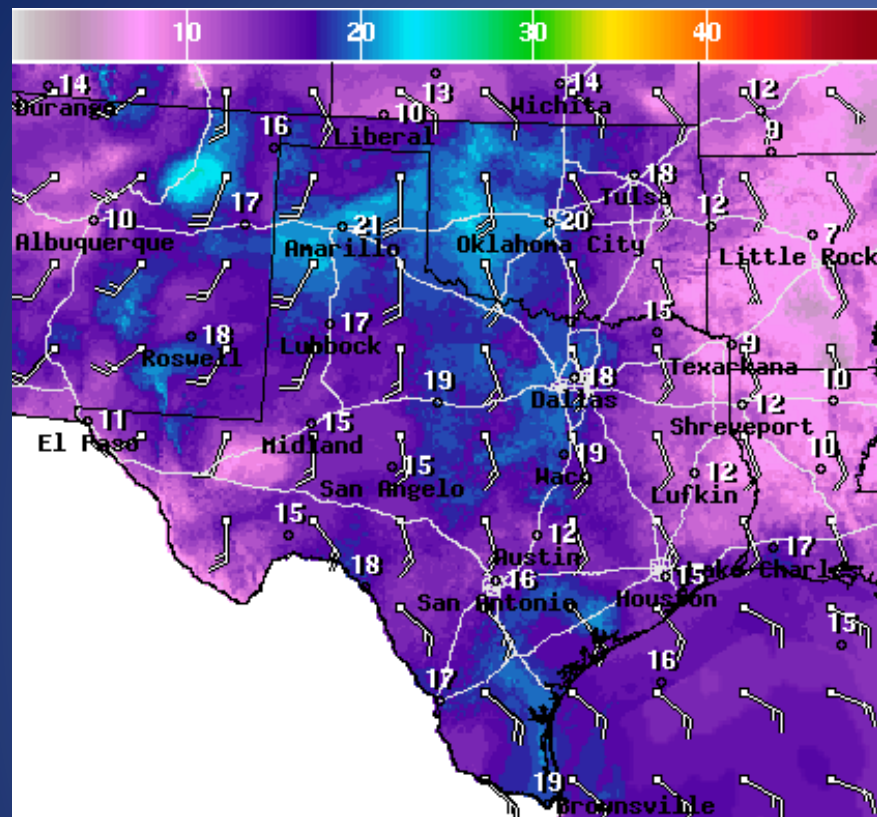 10 20 30 40
13
14 14 12
Durango Wichita
10
Liberal
16 9
18
Tulsa
17 21 20 12
10 7
Albuquerque Amarillo Oklahoma City Little Rock
17 15
18 9
Roswell Lubbock Texarkana
18
19 Dallas 10
12
11 15 Shreveport
El Paso Midland
19
15 12 10
San Angelo Waco Lufkin
15 12 17
Austin Lake Charles
18 16 15
San Antonio Houston
15
16
17
19
Brownsville